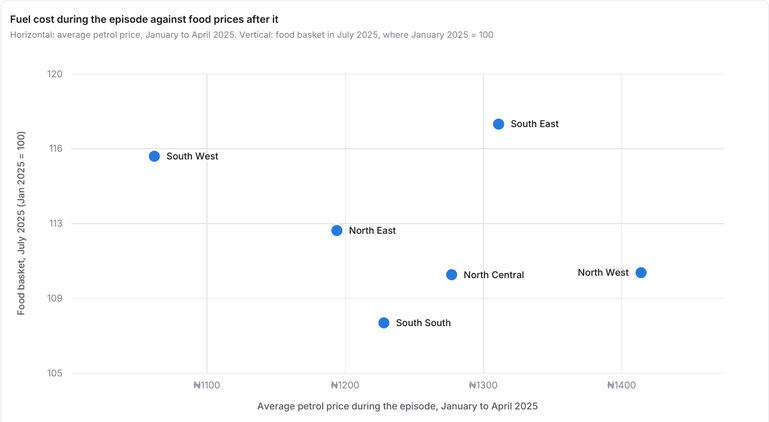 Fuel cost during the episode against food prices after it
Horizontal: average petrol price, January to April 2025. Vertical: food basket in July 2025, where January 2025 = 100
120
South East
116
South West
113
North East
North Central
North West
109
South South
105
₦1100
₦1200
₦1300
₦1400
Food basket, July 2025 (Jan 2025 = 100)
Average petrol price during the episode, January to April 2025